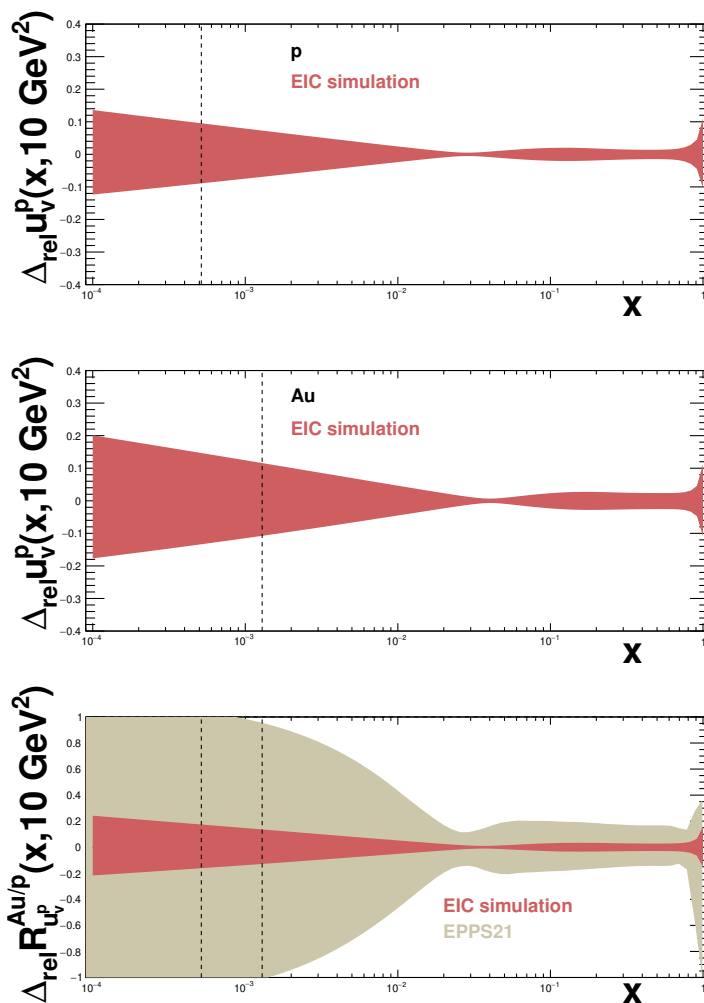 Δ_rel u_v^p(x,10 GeV²)
0.4
0.3
0.2
0.1
0
−0.1
−0.2
−0.3
−0.4
p
EIC simulation
10⁻⁴ 10⁻³ 10⁻² 10⁻¹ 1
x
Δ_rel u_v^p(x,10 GeV²)
0.4
0.3
0.2
0.1
0
−0.1
−0.2
−0.3
−0.4
Au
EIC simulation
10⁻⁴ 10⁻³ 10⁻² 10⁻¹ 1
x
Δ_rel R_{u_v^p}^{Au/p}(x,10 GeV²)
1
0.8
0.6
0.4
0.2
0
−0.2
−0.4
−0.6
−0.8
−1
EIC simulation
EPPS21
10⁻⁴ 10⁻³ 10⁻² 10⁻¹ 1
x